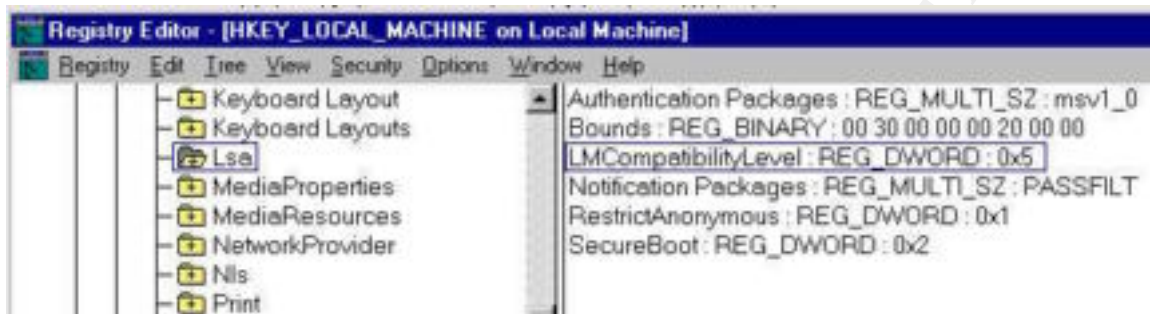 Registry Editor - [HKEY_LOCAL_MACHINE on Local Machine]
Registry Edit Tree View Security Options Window Help
Keyboard Layout
Keyboard Layouts
Lsa
MediaProperties
MediaResources
NetworkProvider
Nls
Print
Authentication Packages : REG_MULTI_SZ : msv1_0
Bounds : REG_BINARY : 00 30 00 00 00 20 00 00
LMCompatibilityLevel : REG_DWORD : 0x5
Notification Packages : REG_MULTI_SZ : PASSFILT
RestrictAnonymous : REG_DWORD : 0x1
SecureBoot : REG_DWORD : 0x2